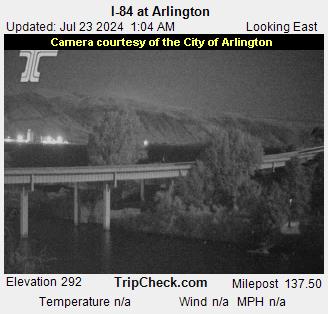 I-84 at Arlington
Updated: Jul 23 2024 1:04 AM Looking East
Camera courtesy of the City of Arlington
Elevation 292 TripCheck.com Milepost 137.50
Temperature n/a Wind n/a MPH n/a